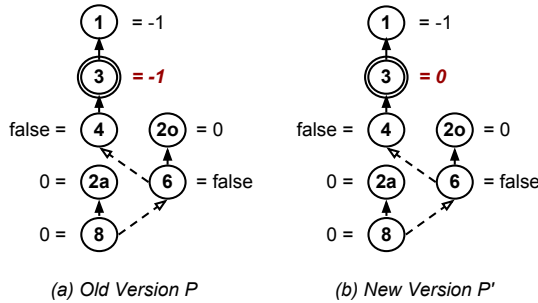 1 = -1 1 = -1
3 = -1 3 = 0
false = 4 2o = 0 false = 4 2o = 0
0 = 2a 6 = false 0 = 2a 6 = false
0 = 8 0 = 8
(a) Old Version P (b) New Version P'